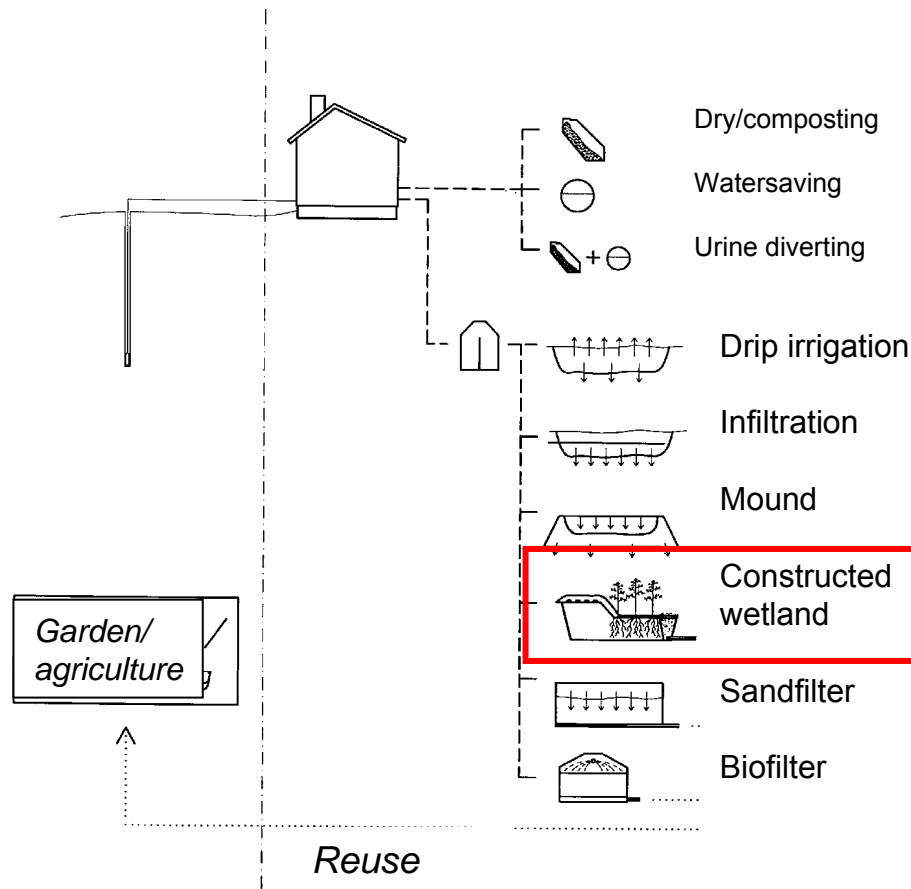 Dry/composting
Watersaving
Urine diverting
+
Drip irrigation
Infiltration
Mound
Constructed
wetland
Garden/
agriculture
Sandfilter
Biofilter
Reuse